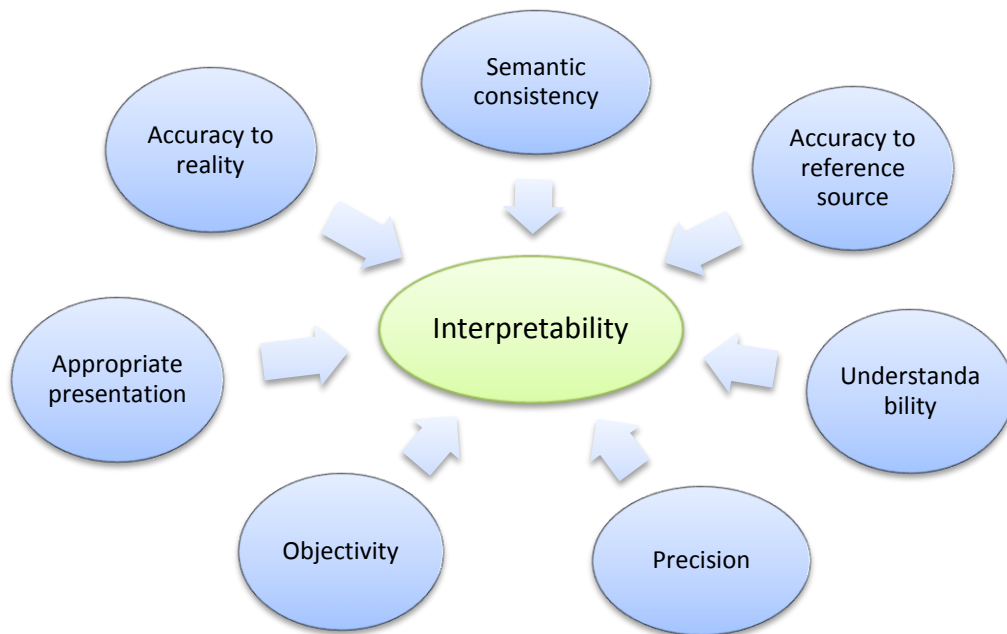 Semantic
consistency
Accuracy to
reality
Accuracy to
reference
source
Interpretability
Appropriate
presentation
Understanda
bility
Objectivity
Precision